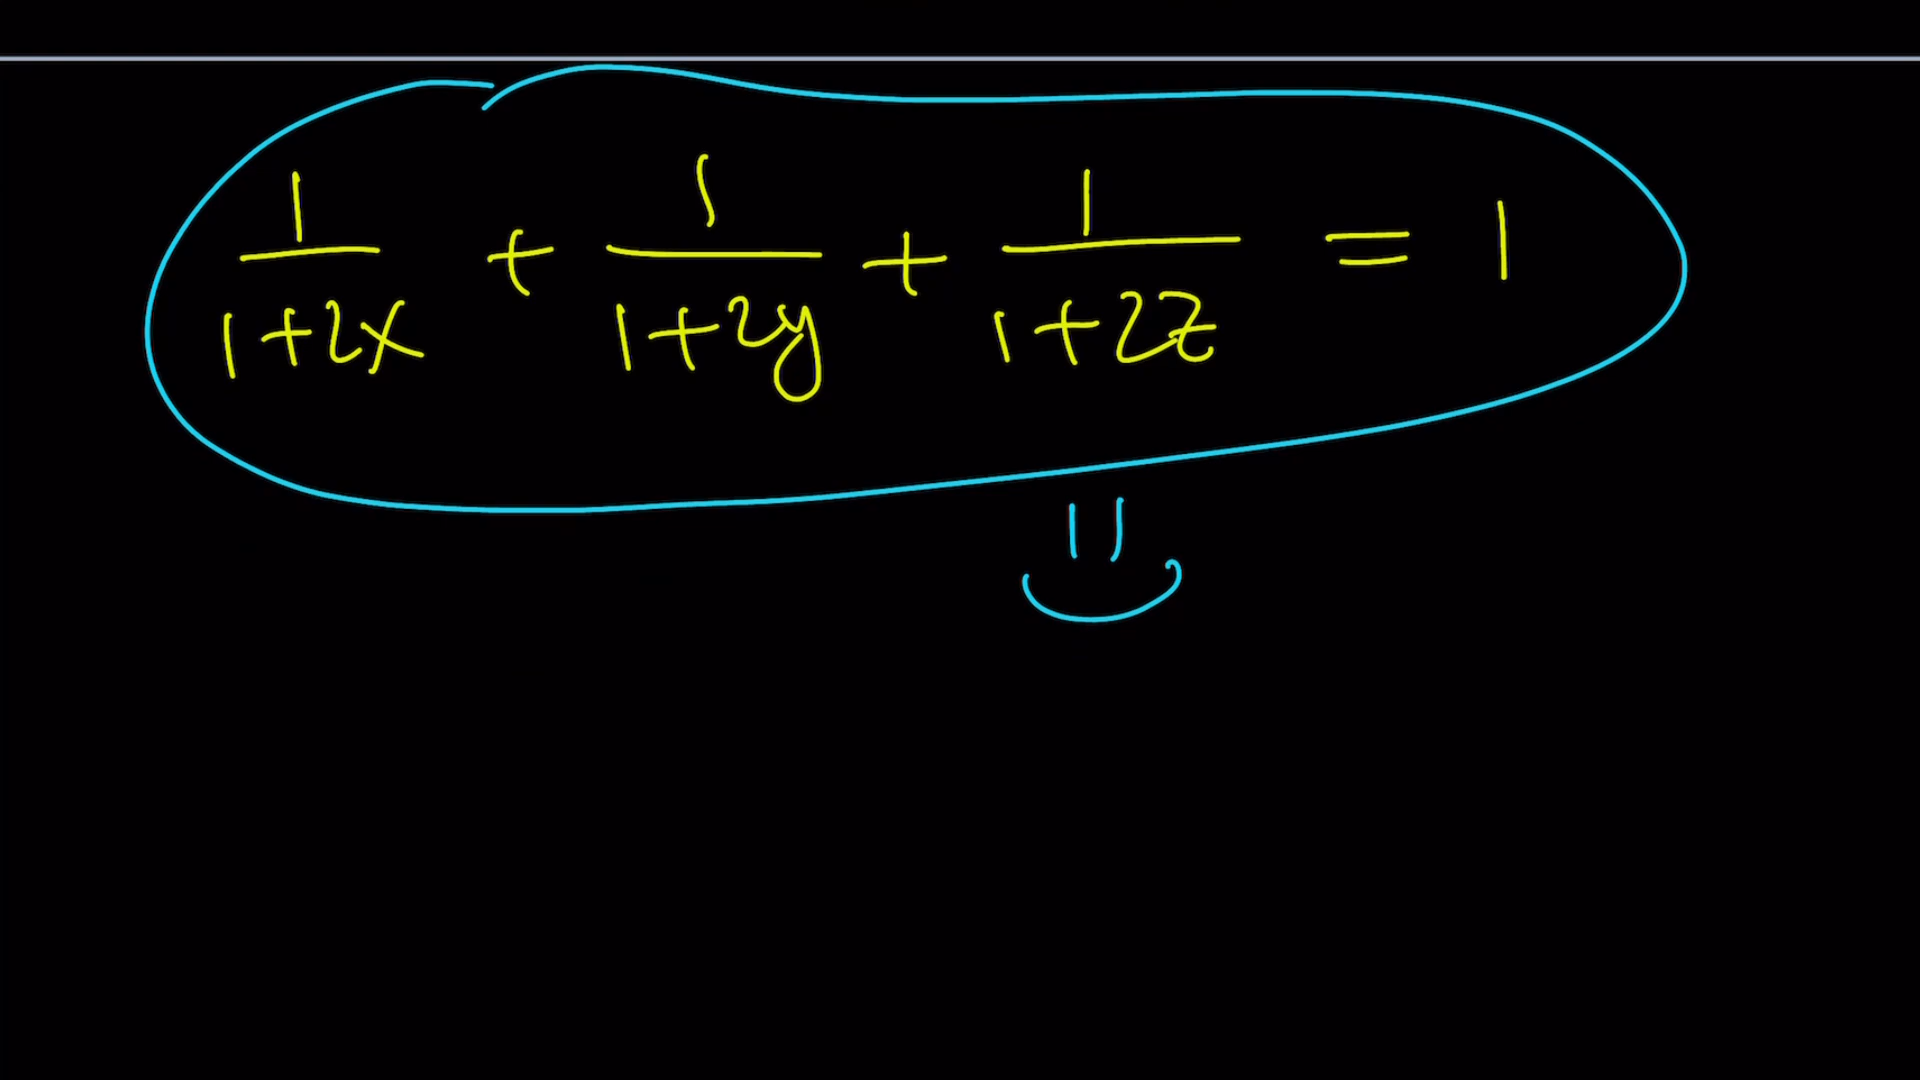 1/(1+2x) + 1/(1+2y) + 1/(1+2z) = 1